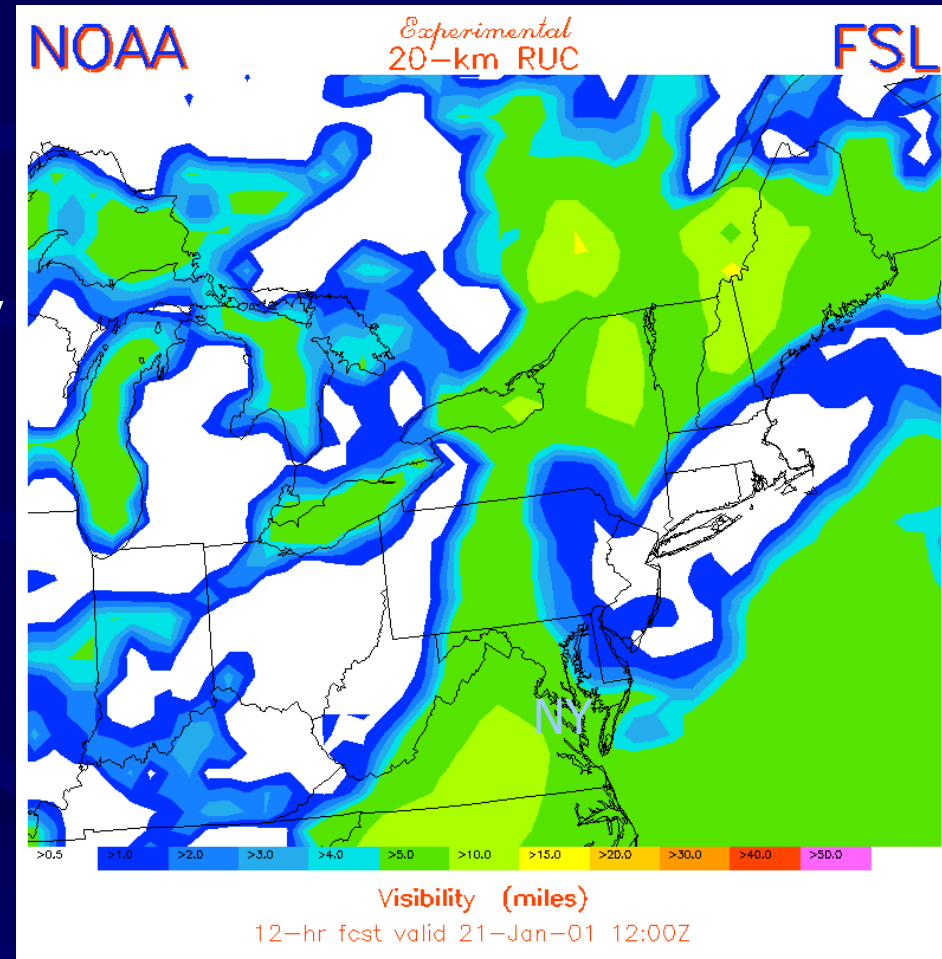 NOAA
Experimental
20-km RUC
FSL
NY
>0.5 >1.0 >2.0 >3.0 >4.0 >5.0 >10.0 >15.0 >20.0 >30.0 >40.0 >50.0
Visibility (miles)
12-hr fcst valid 21-Jan-01 12:00Z